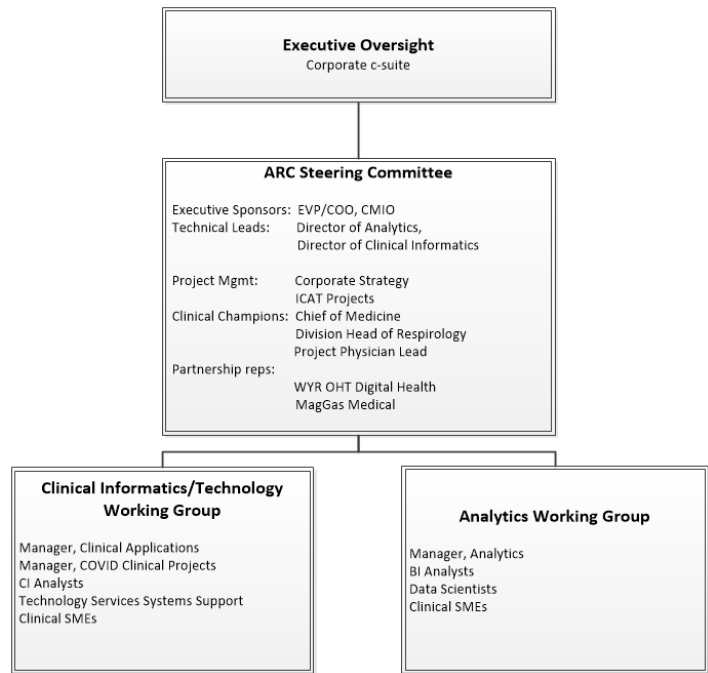 Executive Oversight
Corporate c-suite
ARC Steering Committee
Executive Sponsors: EVP/COO, CMIO
Technical Leads: Director of Analytics,
Director of Clinical Informatics
Project Mgmt: Corporate Strategy
ICAT Projects
Clinical Champions: Chief of Medicine
Division Head of Respirology
Project Physician Lead
Partnership reps:
WYR OHT Digital Health
MagGas Medical
Clinical Informatics/Technology
Working Group
Manager, Clinical Applications
Manager, COVID Clinical Projects
CI Analysts
Technology Services Systems Support
Clinical SMEs
Analytics Working Group
Manager, Analytics
BI Analysts
Data Scientists
Clinical SMEs